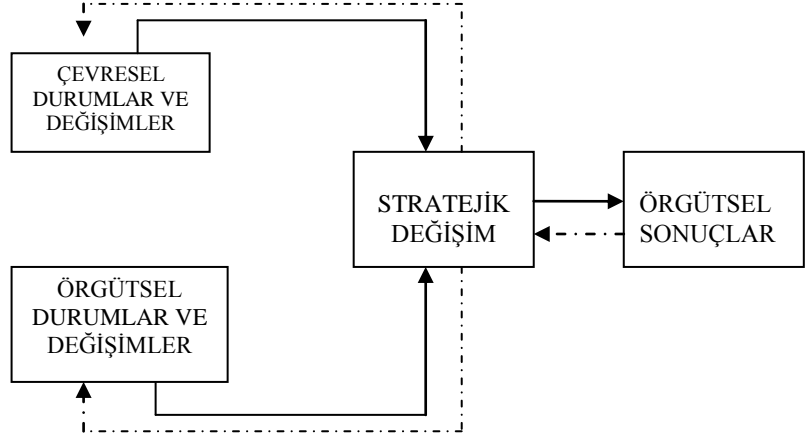 ÇEVRESEL
DURUMLAR VE
DEĞİŞİMLER
STRATEJİK
DEĞİŞİM
ÖRGÜTSEL
SONUÇLAR
ÖRGÜTSEL
DURUMLAR VE
DEĞİŞİMLER